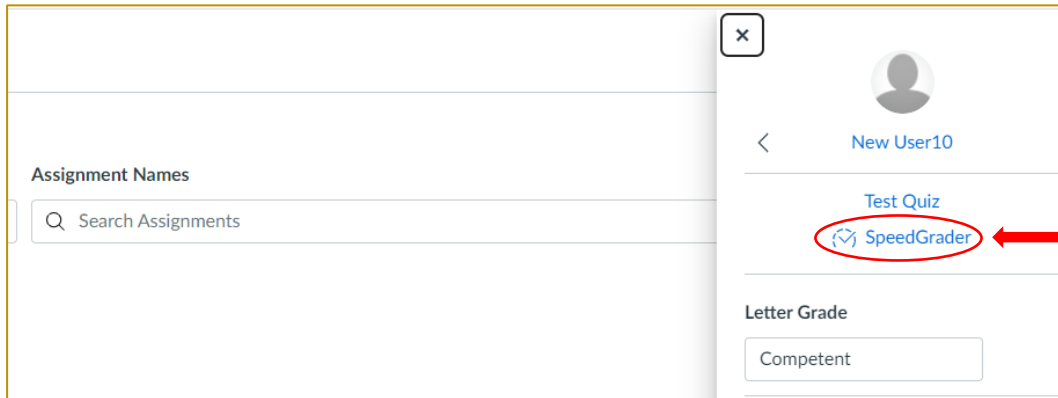 Assignment Names
Search Assignments
New User10
Test Quiz
SpeedGrader
Letter Grade
Competent